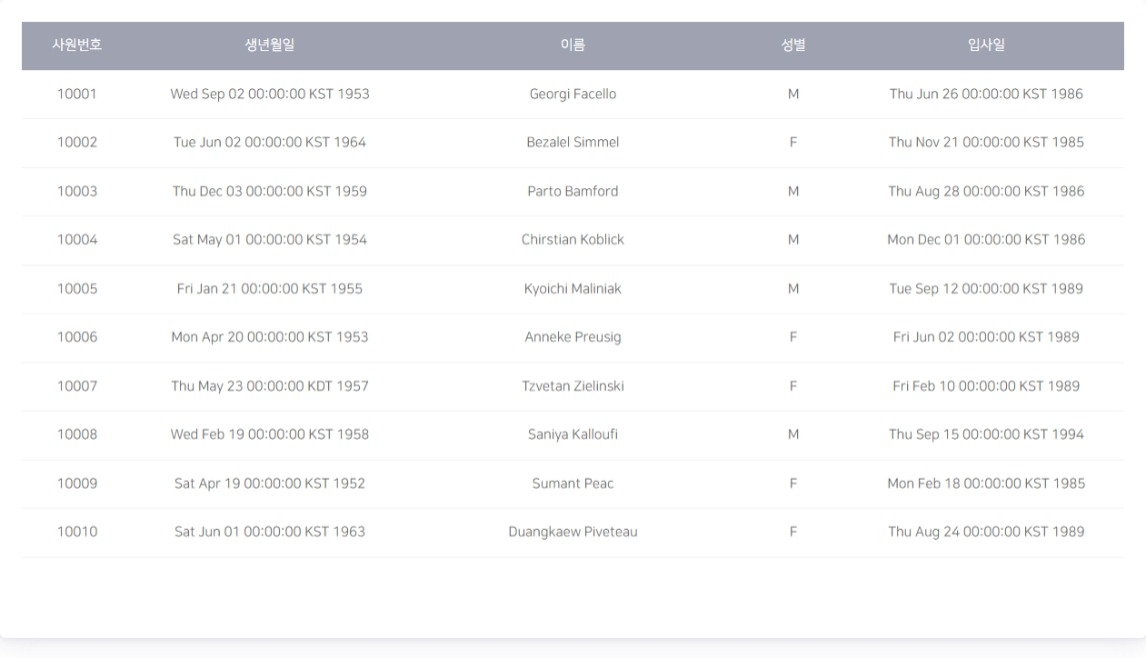 사원번호 생년월일 이름 성별 입사일
10001 Wed Sep 02 00:00:00 KST 1953 Georgi Facello M Thu Jun 26 00:00:00 KST 1986
10002 Tue Jun 02 00:00:00 KST 1964 Bezalel Simmel F Thu Nov 21 00:00:00 KST 1985
10003 Thu Dec 03 00:00:00 KST 1959 Parto Bamford M Thu Aug 28 00:00:00 KST 1986
10004 Sat May 01 00:00:00 KST 1954 Chirstian Koblick M Mon Dec 01 00:00:00 KST 1986
10005 Fri Jan 21 00:00:00 KST 1955 Kyoichi Maliniak M Tue Sep 12 00:00:00 KST 1989
10006 Mon Apr 20 00:00:00 KST 1953 Anneke Preusig F Fri Jun 02 00:00:00 KST 1989
10007 Thu May 23 00:00:00 KDT 1957 Tzvetan Zielinski F Fri Feb 10 00:00:00 KST 1989
10008 Wed Feb 19 00:00:00 KST 1958 Saniya Kalloufi M Thu Sep 15 00:00:00 KST 1994
10009 Sat Apr 19 00:00:00 KST 1952 Sumant Peac F Mon Feb 18 00:00:00 KST 1985
10010 Sat Jun 01 00:00:00 KST 1963 Duangkaew Piveteau F Thu Aug 24 00:00:00 KST 1989